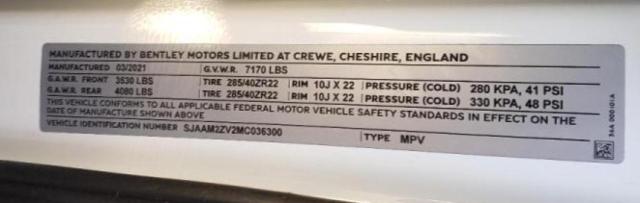 MANUFACTURED BY BENTLEY MOTORS LIMITED AT CREWE, CHESHIRE, ENGLAND
MANUFACTURED 03/2021 G.V.W.R. 7170 LBS
G.A.W.R. FRONT 3530 LBS TIRE 285/40ZR22 RIM 10J X 22 PRESSURE (COLD) 280 KPA, 41 PSI
G.A.W.R. REAR 4080 LBS TIRE 285/40ZR22 RIM 10J X 22 PRESSURE (COLD) 330 KPA, 48 PSI
THIS VEHICLE CONFORMS TO ALL APPLICABLE FEDERAL MOTOR VEHICLE SAFETY STANDARDS IN EFFECT ON THE
DATE OF MANUFACTURE SHOWN ABOVE
VEHICLE IDENTIFICATION NUMBER SJAAM2ZV2MC036300 TYPE MPV